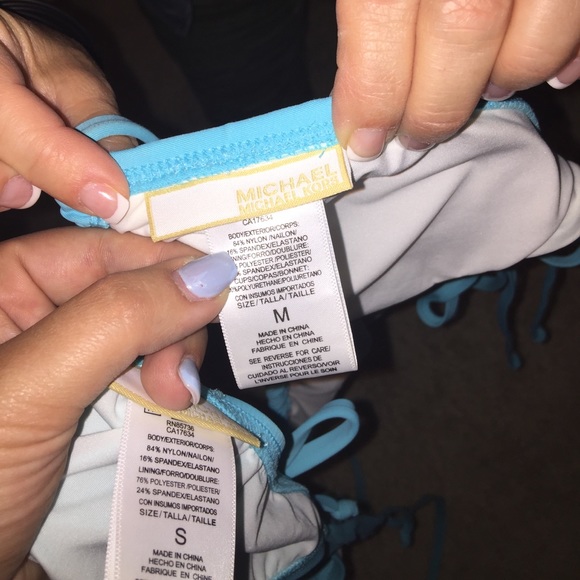 MICHAEL
MICHAEL KORS
CA17634
BODY/EXTERIOR/CORPS:
84% NYLON/NAILON/
16% SPANDEX/ELASTANO
LINING/FORRO/DOUBLURE:
POLYESTER/POLIESTER/
% SPANDEX/ELASTANO
CUPS/COPAS/BONNET:
%POLYURETHANE/POLIURETANO
CON INSUMOS IMPORTADOS
SIZE/TALLA/TAILLE
M
MADE IN CHINA
HECHO EN CHINA
FABRIQUE EN CHINE
SEE REVERSE FOR CARE/
INSTRUCCIONES DE
CUIDADO AL REVERSO/VOIR
L'INVERSE POUR LE SOIN
RN85736
CA17634
BODY/EXTERIOR/CORPS:
84% NYLON/NAILON/
16% SPANDEX/ELASTANO
LINING/FORRO/DOUBLURE:
76% POLYESTER/POLIESTER/
24% SPANDEX/ELASTANO
CON INSUMOS IMPORTADOS
SIZE/TALLA/TAILLE
S
MADE IN CHINA
HECHO EN CHINA
FABRIQUE EN CHINE